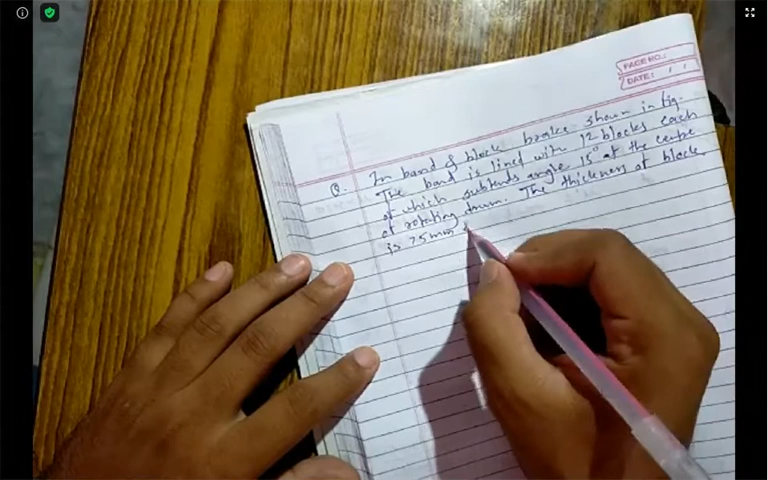 PAGE NO.:
DATE: / /
Q. In band & block brake shown in fig.
The band is lined with 12 blocks each
of which subtends angle 15° at the centre
of rotating drum. The thickness of block
is 75mm &